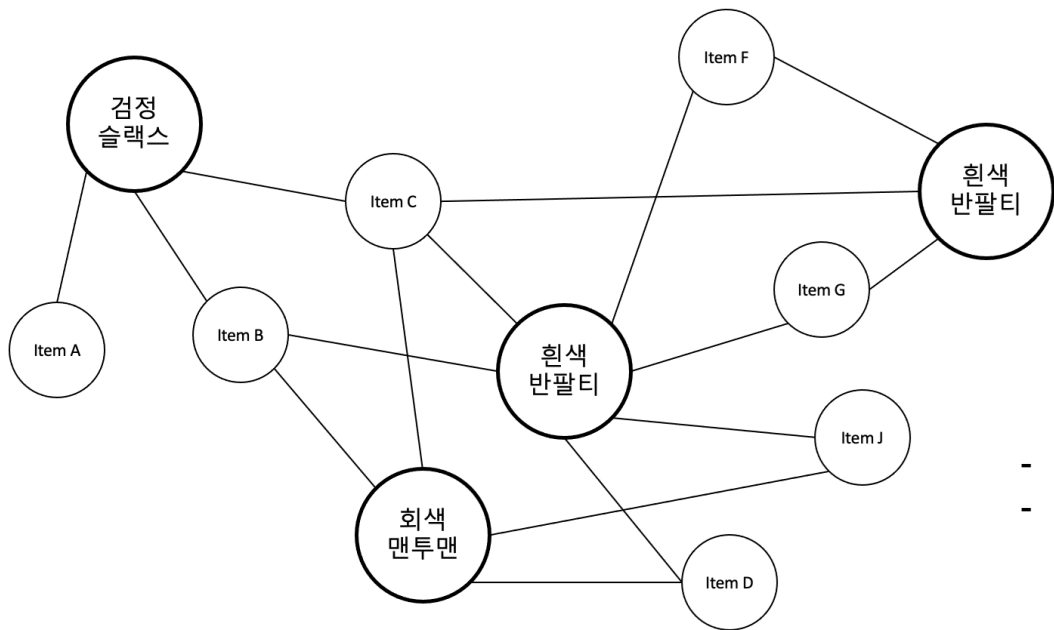 Item F
검정
슬랙스
흰색
반팔티
Item C
Item G
Item B
Item A
흰색
반팔티
Item J
-
-
회색
맨투맨
Item D